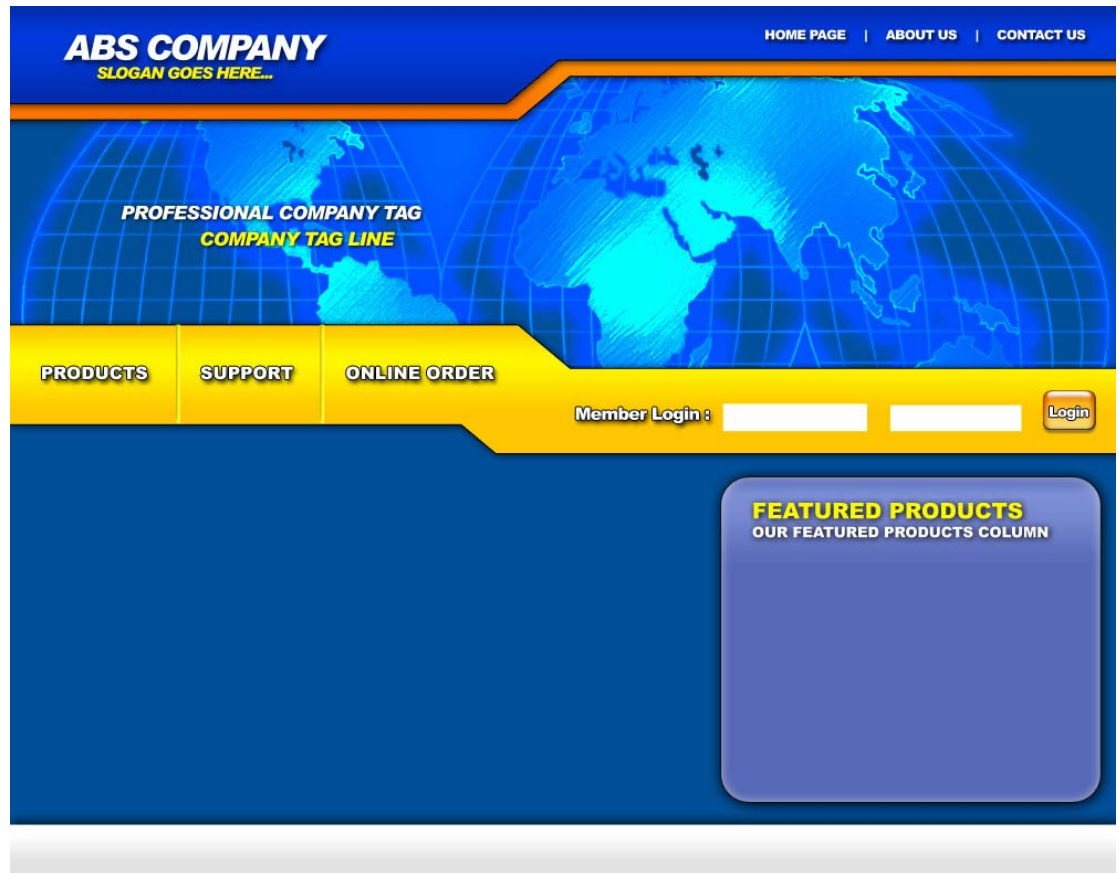 ABS COMPANY
SLOGAN GOES HERE...
HOME PAGE | ABOUT US | CONTACT US
PROFESSIONAL COMPANY TAG
COMPANY TAG LINE
PRODUCTS SUPPORT ONLINE ORDER
Member Login : Login
FEATURED PRODUCTS
OUR FEATURED PRODUCTS COLUMN